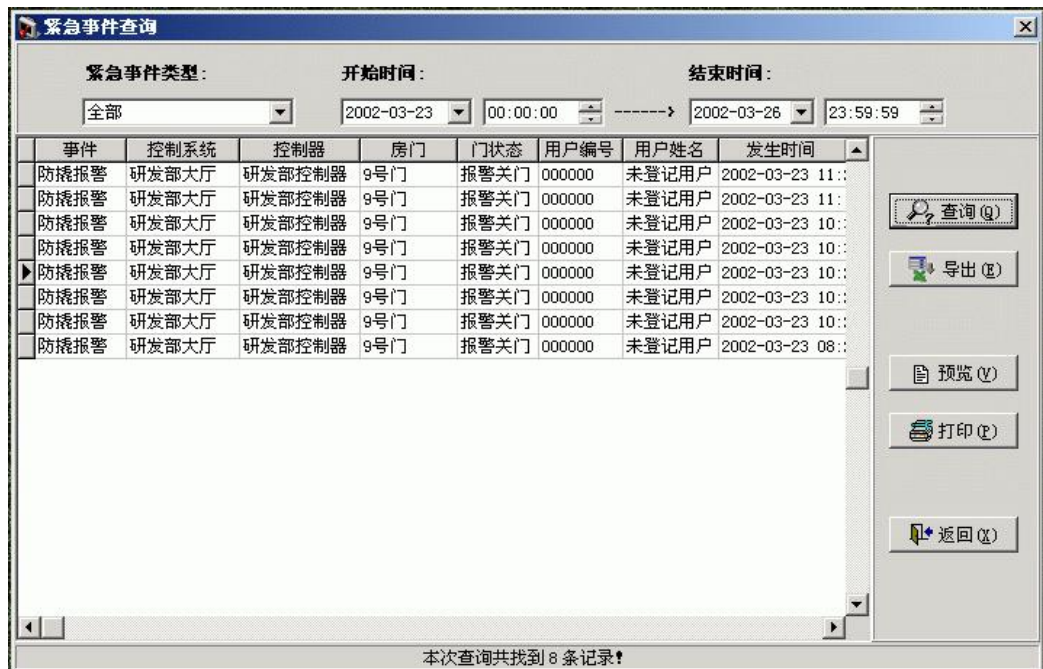 紧急事件查询
紧急事件类型: 开始时间: 结束时间:
全部 2002-03-23 00:00:00 ------> 2002-03-26 23:59:59
事件 控制系统 控制器 房门 门状态 用户编号 用户姓名 发生时间
防撬报警 研发部大厅 研发部控制器 9号门 报警关门 000000 未登记用户 2002-03-23 11:
防撬报警 研发部大厅 研发部控制器 9号门 报警关门 000000 未登记用户 2002-03-23 11:
防撬报警 研发部大厅 研发部控制器 9号门 报警关门 000000 未登记用户 2002-03-23 10:
防撬报警 研发部大厅 研发部控制器 9号门 报警关门 000000 未登记用户 2002-03-23 10:
防撬报警 研发部大厅 研发部控制器 9号门 报警关门 000000 未登记用户 2002-03-23 10:
防撬报警 研发部大厅 研发部控制器 9号门 报警关门 000000 未登记用户 2002-03-23 10:
防撬报警 研发部大厅 研发部控制器 9号门 报警关门 000000 未登记用户 2002-03-23 10:
防撬报警 研发部大厅 研发部控制器 9号门 报警关门 000000 未登记用户 2002-03-23 08:
查询(Q)
导出(E)
预览(V)
打印(P)
返回(X)
本次查询共找到8条记录!